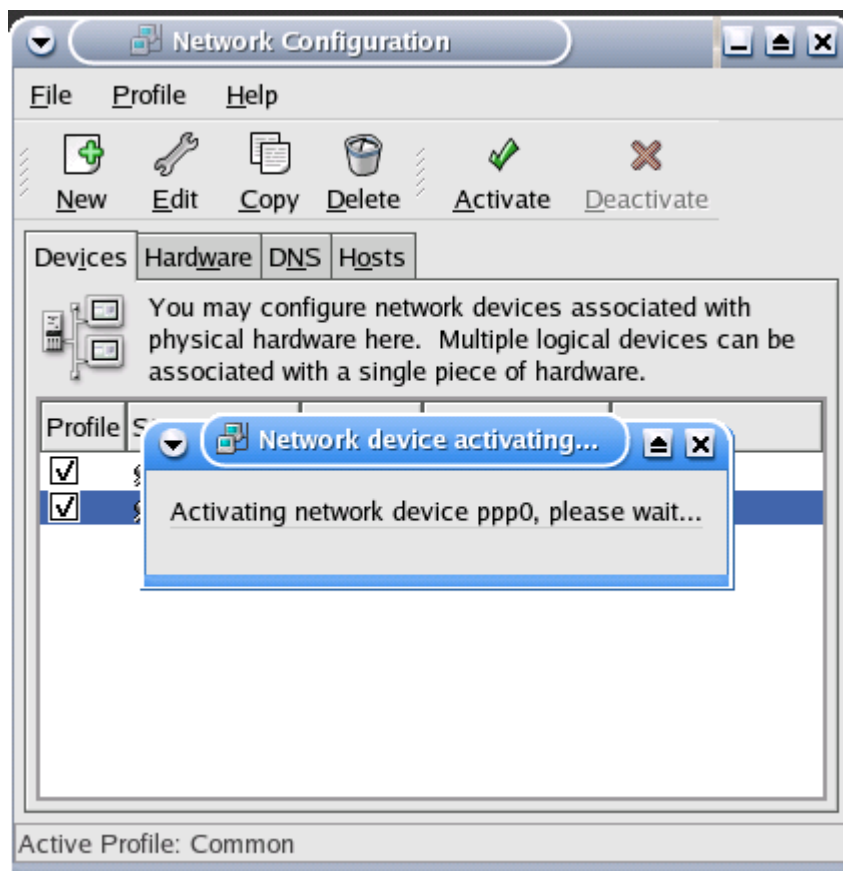 Network Configuration
File Profile Help
New Edit Copy Delete Activate Deactivate
Devices Hardware DNS Hosts
You may configure network devices associated with
physical hardware here. Multiple logical devices can be
associated with a single piece of hardware.
Profile
Network device activating...
Activating network device ppp0, please wait...
Active Profile: Common